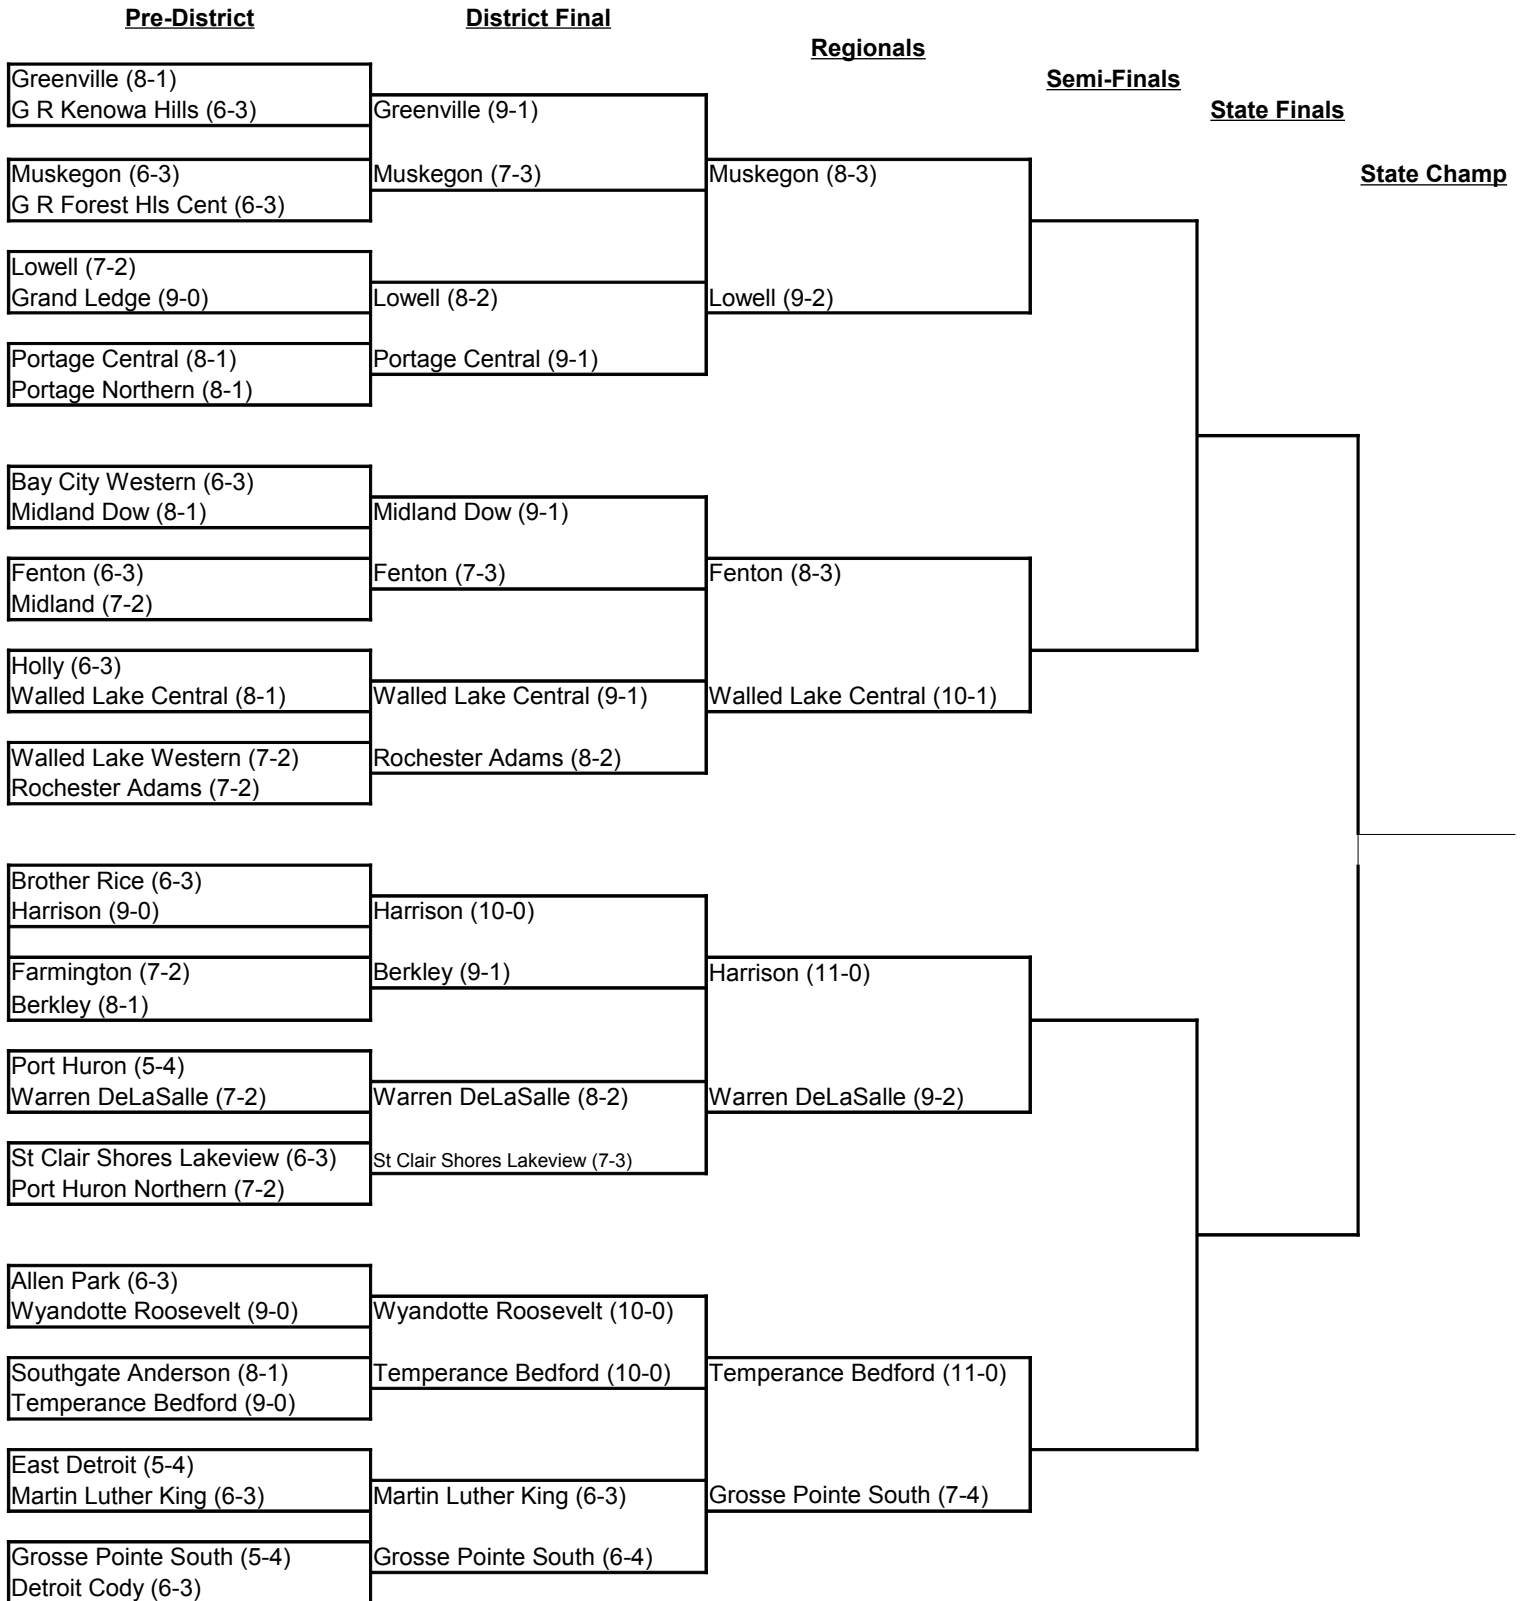 Pre-District
District Final
Regionals
Semi-Finals
State Finals
State Champ
Greenville (8-1)
G R Kenowa Hills (6-3)
Muskegon (6-3)
G R Forest Hls Cent (6-3)
Lowell (7-2)
Grand Ledge (9-0)
Portage Central (8-1)
Portage Northern (8-1)
Bay City Western (6-3)
Midland Dow (8-1)
Fenton (6-3)
Midland (7-2)
Holly (6-3)
Walled Lake Central (8-1)
Walled Lake Western (7-2)
Rochester Adams (7-2)
Brother Rice (6-3)
Harrison (9-0)
Farmington (7-2)
Berkley (8-1)
Port Huron (5-4)
Warren DeLaSalle (7-2)
St Clair Shores Lakeview (6-3)
Port Huron Northern (7-2)
Allen Park (6-3)
Wyandotte Roosevelt (9-0)
Southgate Anderson (8-1)
Temperance Bedford (9-0)
East Detroit (5-4)
Martin Luther King (6-3)
Grosse Pointe South (5-4)
Detroit Cody (6-3)
Greenville (9-1)
Muskegon (7-3)
Lowell (8-2)
Portage Central (9-1)
Midland Dow (9-1)
Fenton (7-3)
Walled Lake Central (9-1)
Rochester Adams (8-2)
Harrison (10-0)
Berkley (9-1)
Warren DeLaSalle (8-2)
St Clair Shores Lakeview (7-3)
Wyandotte Roosevelt (10-0)
Temperance Bedford (10-0)
Martin Luther King (6-3)
Grosse Pointe South (6-4)
Muskegon (8-3)
Lowell (9-2)
Fenton (8-3)
Walled Lake Central (10-1)
Harrison (11-0)
Warren DeLaSalle (9-2)
Temperance Bedford (11-0)
Grosse Pointe South (7-4)